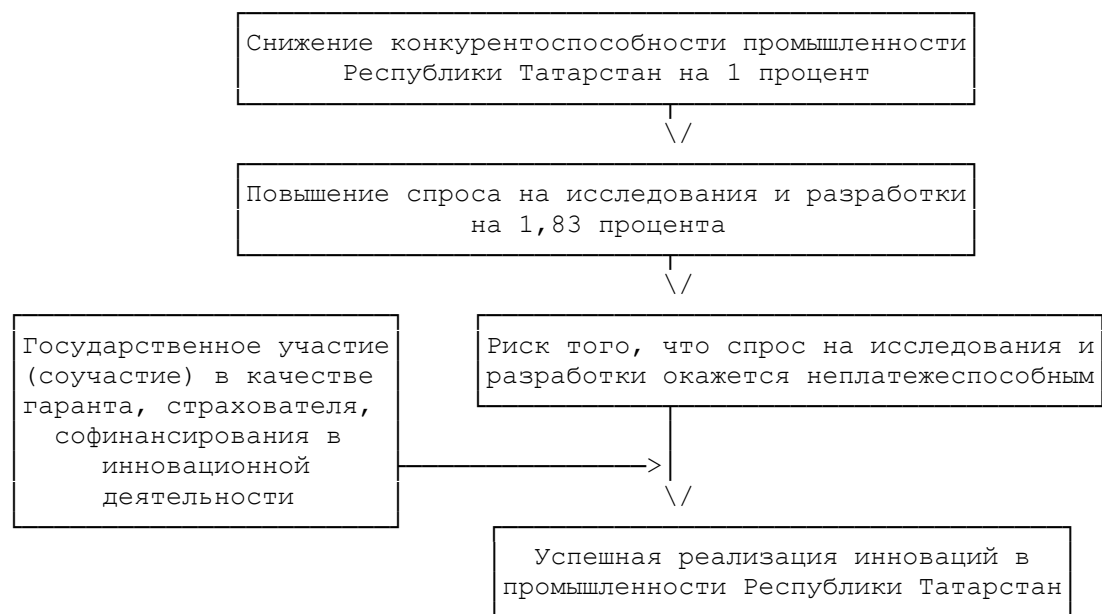 Снижение конкурентоспособности промышленности
Республики Татарстан на 1 процент
Повышение спроса на исследования и разработки
на 1,83 процента
Государственное участие
(соучастие) в качестве
гаранта, страхователя,
софинансирования в
инновационной
деятельности
Риск того, что спрос на исследования и
разработки окажется неплатежеспособным
Успешная реализация инноваций в
промышленности Республики Татарстан